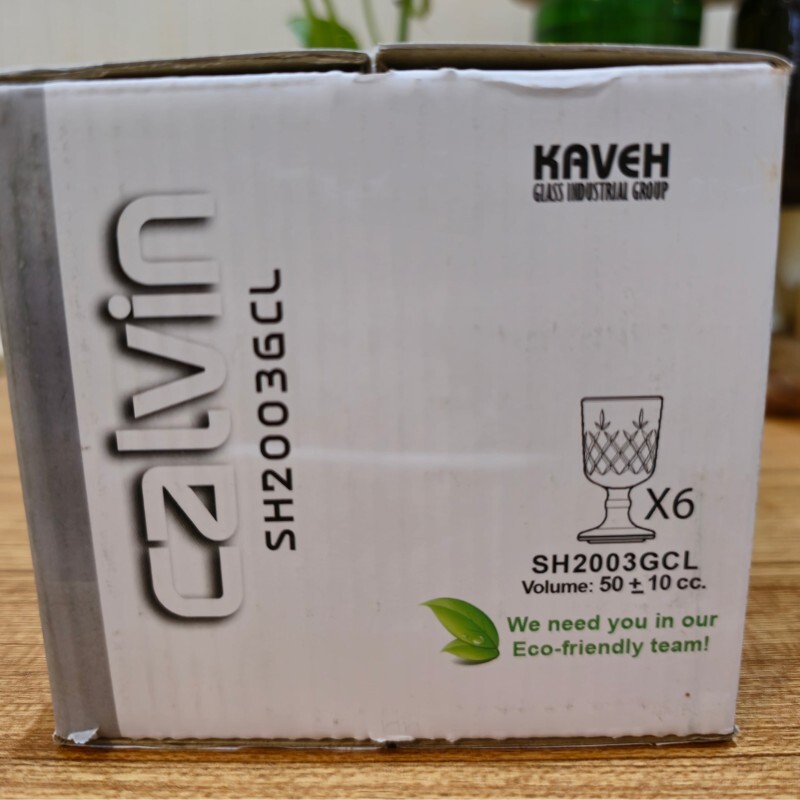 calvin
SH2003GCL
KAVEH
GLASS INDUSTRIAL GROUP
X6
SH2003GCL
Volume: 50 ± 10 cc.
We need you in our
Eco-friendly team!